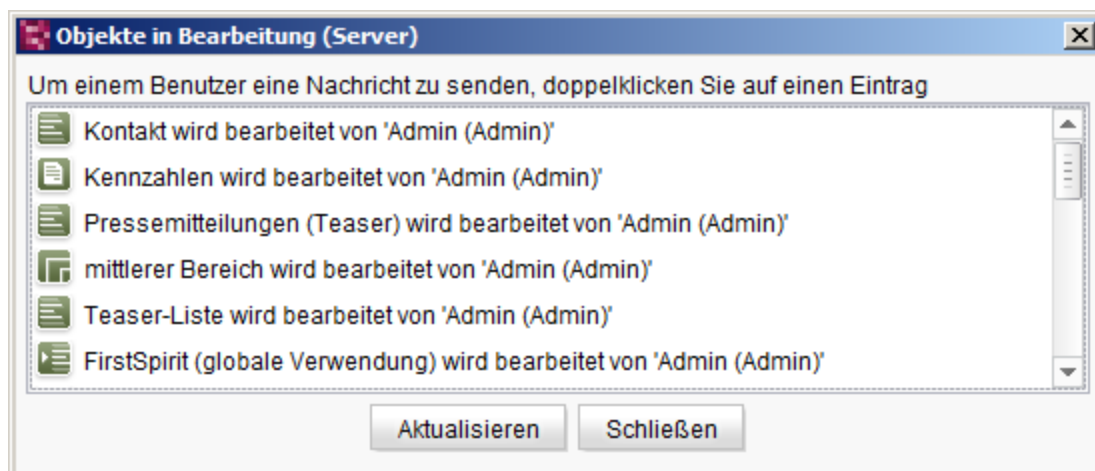 Objekte in Bearbeitung (Server)
Um einem Benutzer eine Nachricht zu senden, doppelklicken Sie auf einen Eintrag
Kontakt wird bearbeitet von 'Admin (Admin)'
Kennzahlen wird bearbeitet von 'Admin (Admin)'
Pressemitteilungen (Teaser) wird bearbeitet von 'Admin (Admin)'
mittlerer Bereich wird bearbeitet von 'Admin (Admin)'
Teaser-Liste wird bearbeitet von 'Admin (Admin)'
FirstSpirit (globale Verwendung) wird bearbeitet von 'Admin (Admin)'
Aktualisieren Schließen